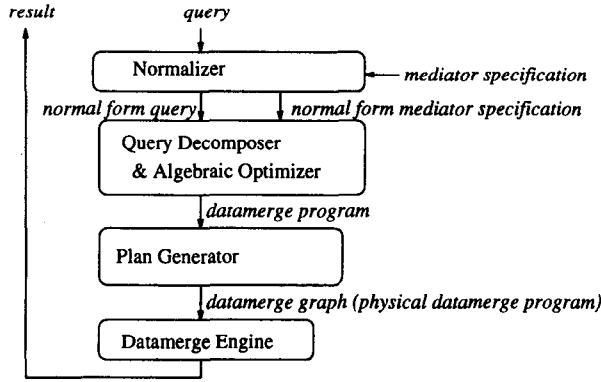 result
query
Normalizer
mediator specification
normal form query
normal form mediator specification
Query Decomposer
& Algebraic Optimizer
datamerge program
Plan Generator
datamerge graph (physical datamerge program)
Datamerge Engine